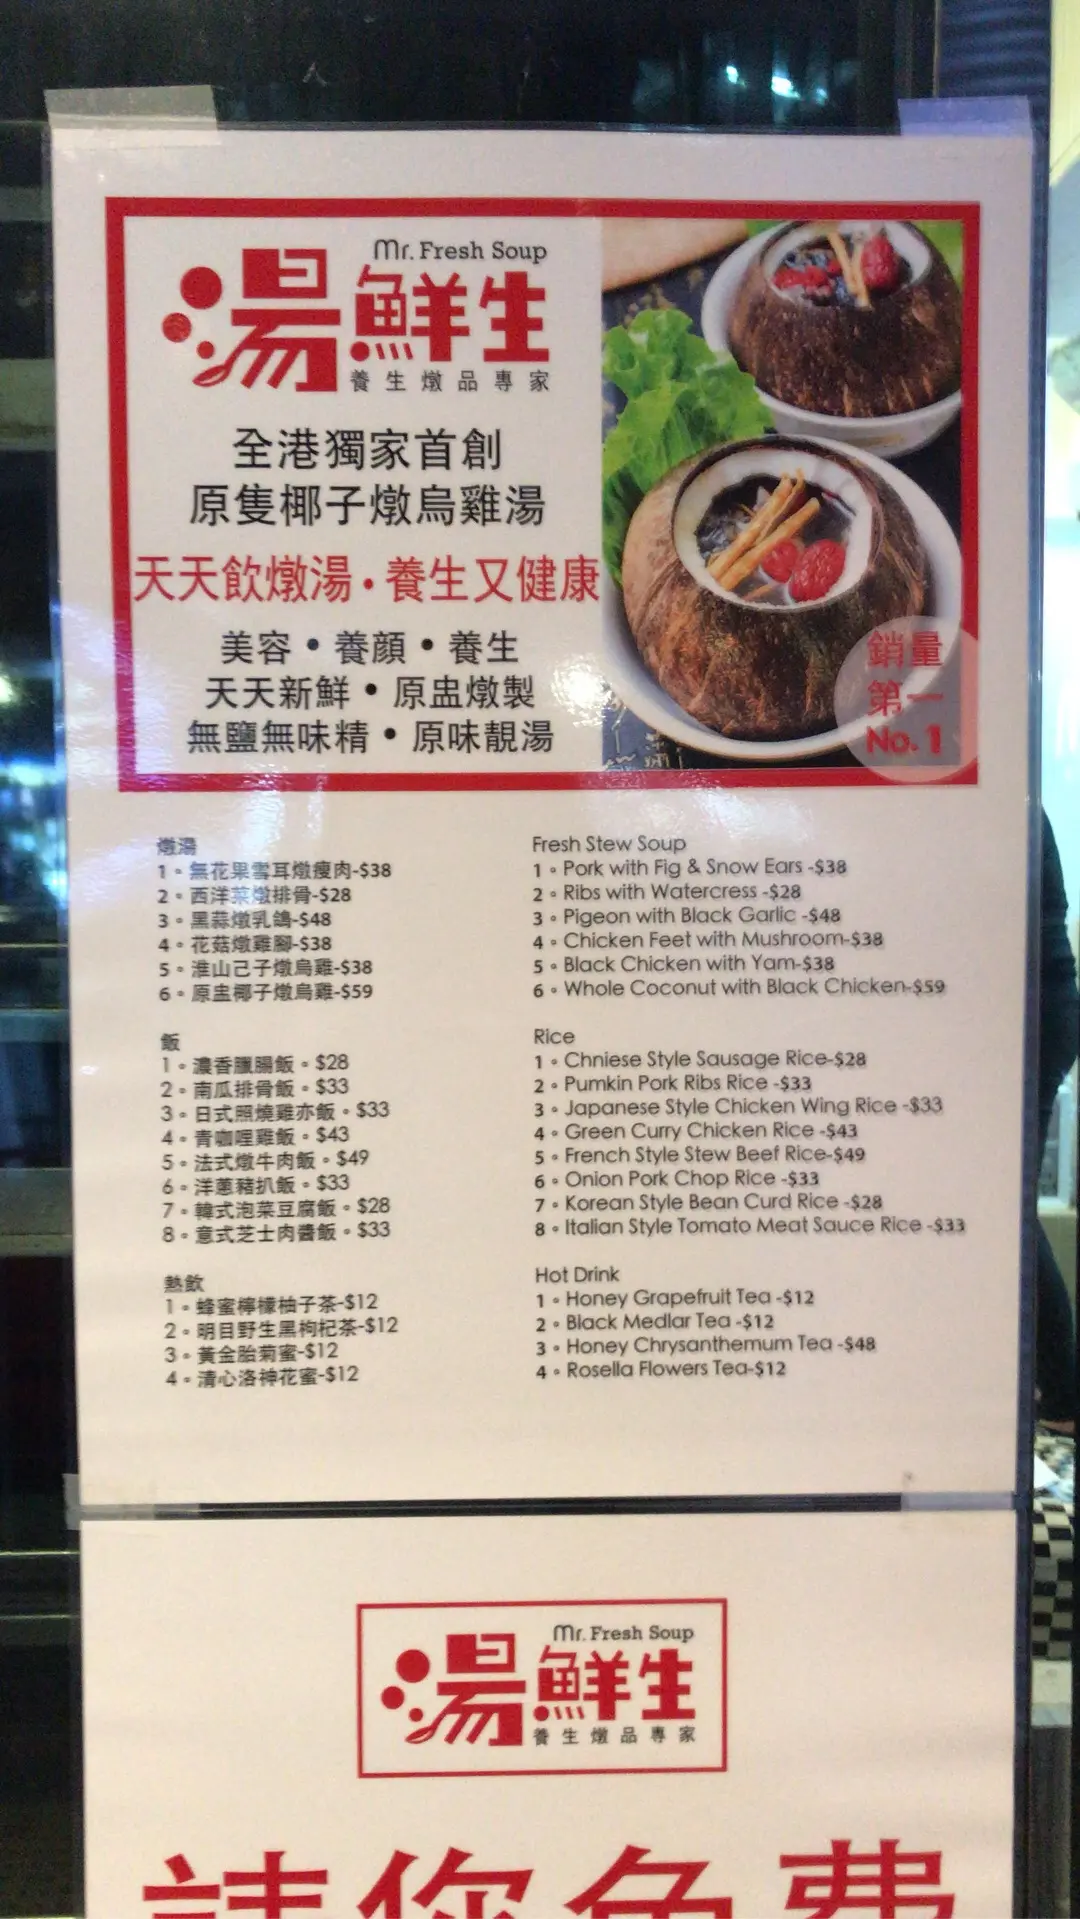 Mr. Fresh Soup
湯鮮生
養生燉品專家
全港獨家首創
原隻椰子燉烏雞湯
天天飲燉湯・養生又健康
美容・養顏・養生
天天新鮮・原盅燉製
無鹽無味精・原味靚湯
銷量
第一
No.1
燉湯
1。無花果雪耳燉瘦肉-$38
2。西洋菜燉排骨-$28
3。黑蒜燉乳鴿-$48
4。花菇燉雞腳-$38
5。淮山己子燉烏雞-$38
6。原盅椰子燉烏雞-$59
飯
1。濃香臘腸飯。$28
2。南瓜排骨飯。$33
3。日式照燒雞亦飯。$33
4。青咖喱雞飯。$43
5。法式燉牛肉飯。$49
6。洋蔥豬扒飯。$33
7。韓式泡菜豆腐飯。$28
8。意式芝士肉醬飯。$33
熱飲
1。蜂蜜檸檬柚子茶-$12
2。明目野生黑枸杞茶-$12
3。黃金胎菊蜜-$12
4。清心洛神花蜜-$12
Fresh Stew Soup
1。Pork with Fig & Snow Ears -$38
2。Ribs with Watercress -$28
3。Pigeon with Black Garlic -$48
4。Chicken Feet with Mushroom-$38
5。Black Chicken with Yam-$38
6。Whole Coconut with Black Chicken-$59
Rice
1。Chniese Style Sausage Rice-$28
2。Pumkin Pork Ribs Rice -$33
3。Japanese Style Chicken Wing Rice -$33
4。Green Curry Chicken Rice -$43
5。French Style Stew Beef Rice-$49
6。Onion Pork Chop Rice -$33
7。Korean Style Bean Curd Rice -$28
8。Italian Style Tomato Meat Sauce Rice -$33
Hot Drink
1。Honey Grapefruit Tea -$12
2。Black Medlar Tea -$12
3。Honey Chrysanthemum Tea -$48
4。Rosella Flowers Tea-$12
Mr. Fresh Soup
湯鮮生
養生燉品專家
請您免費